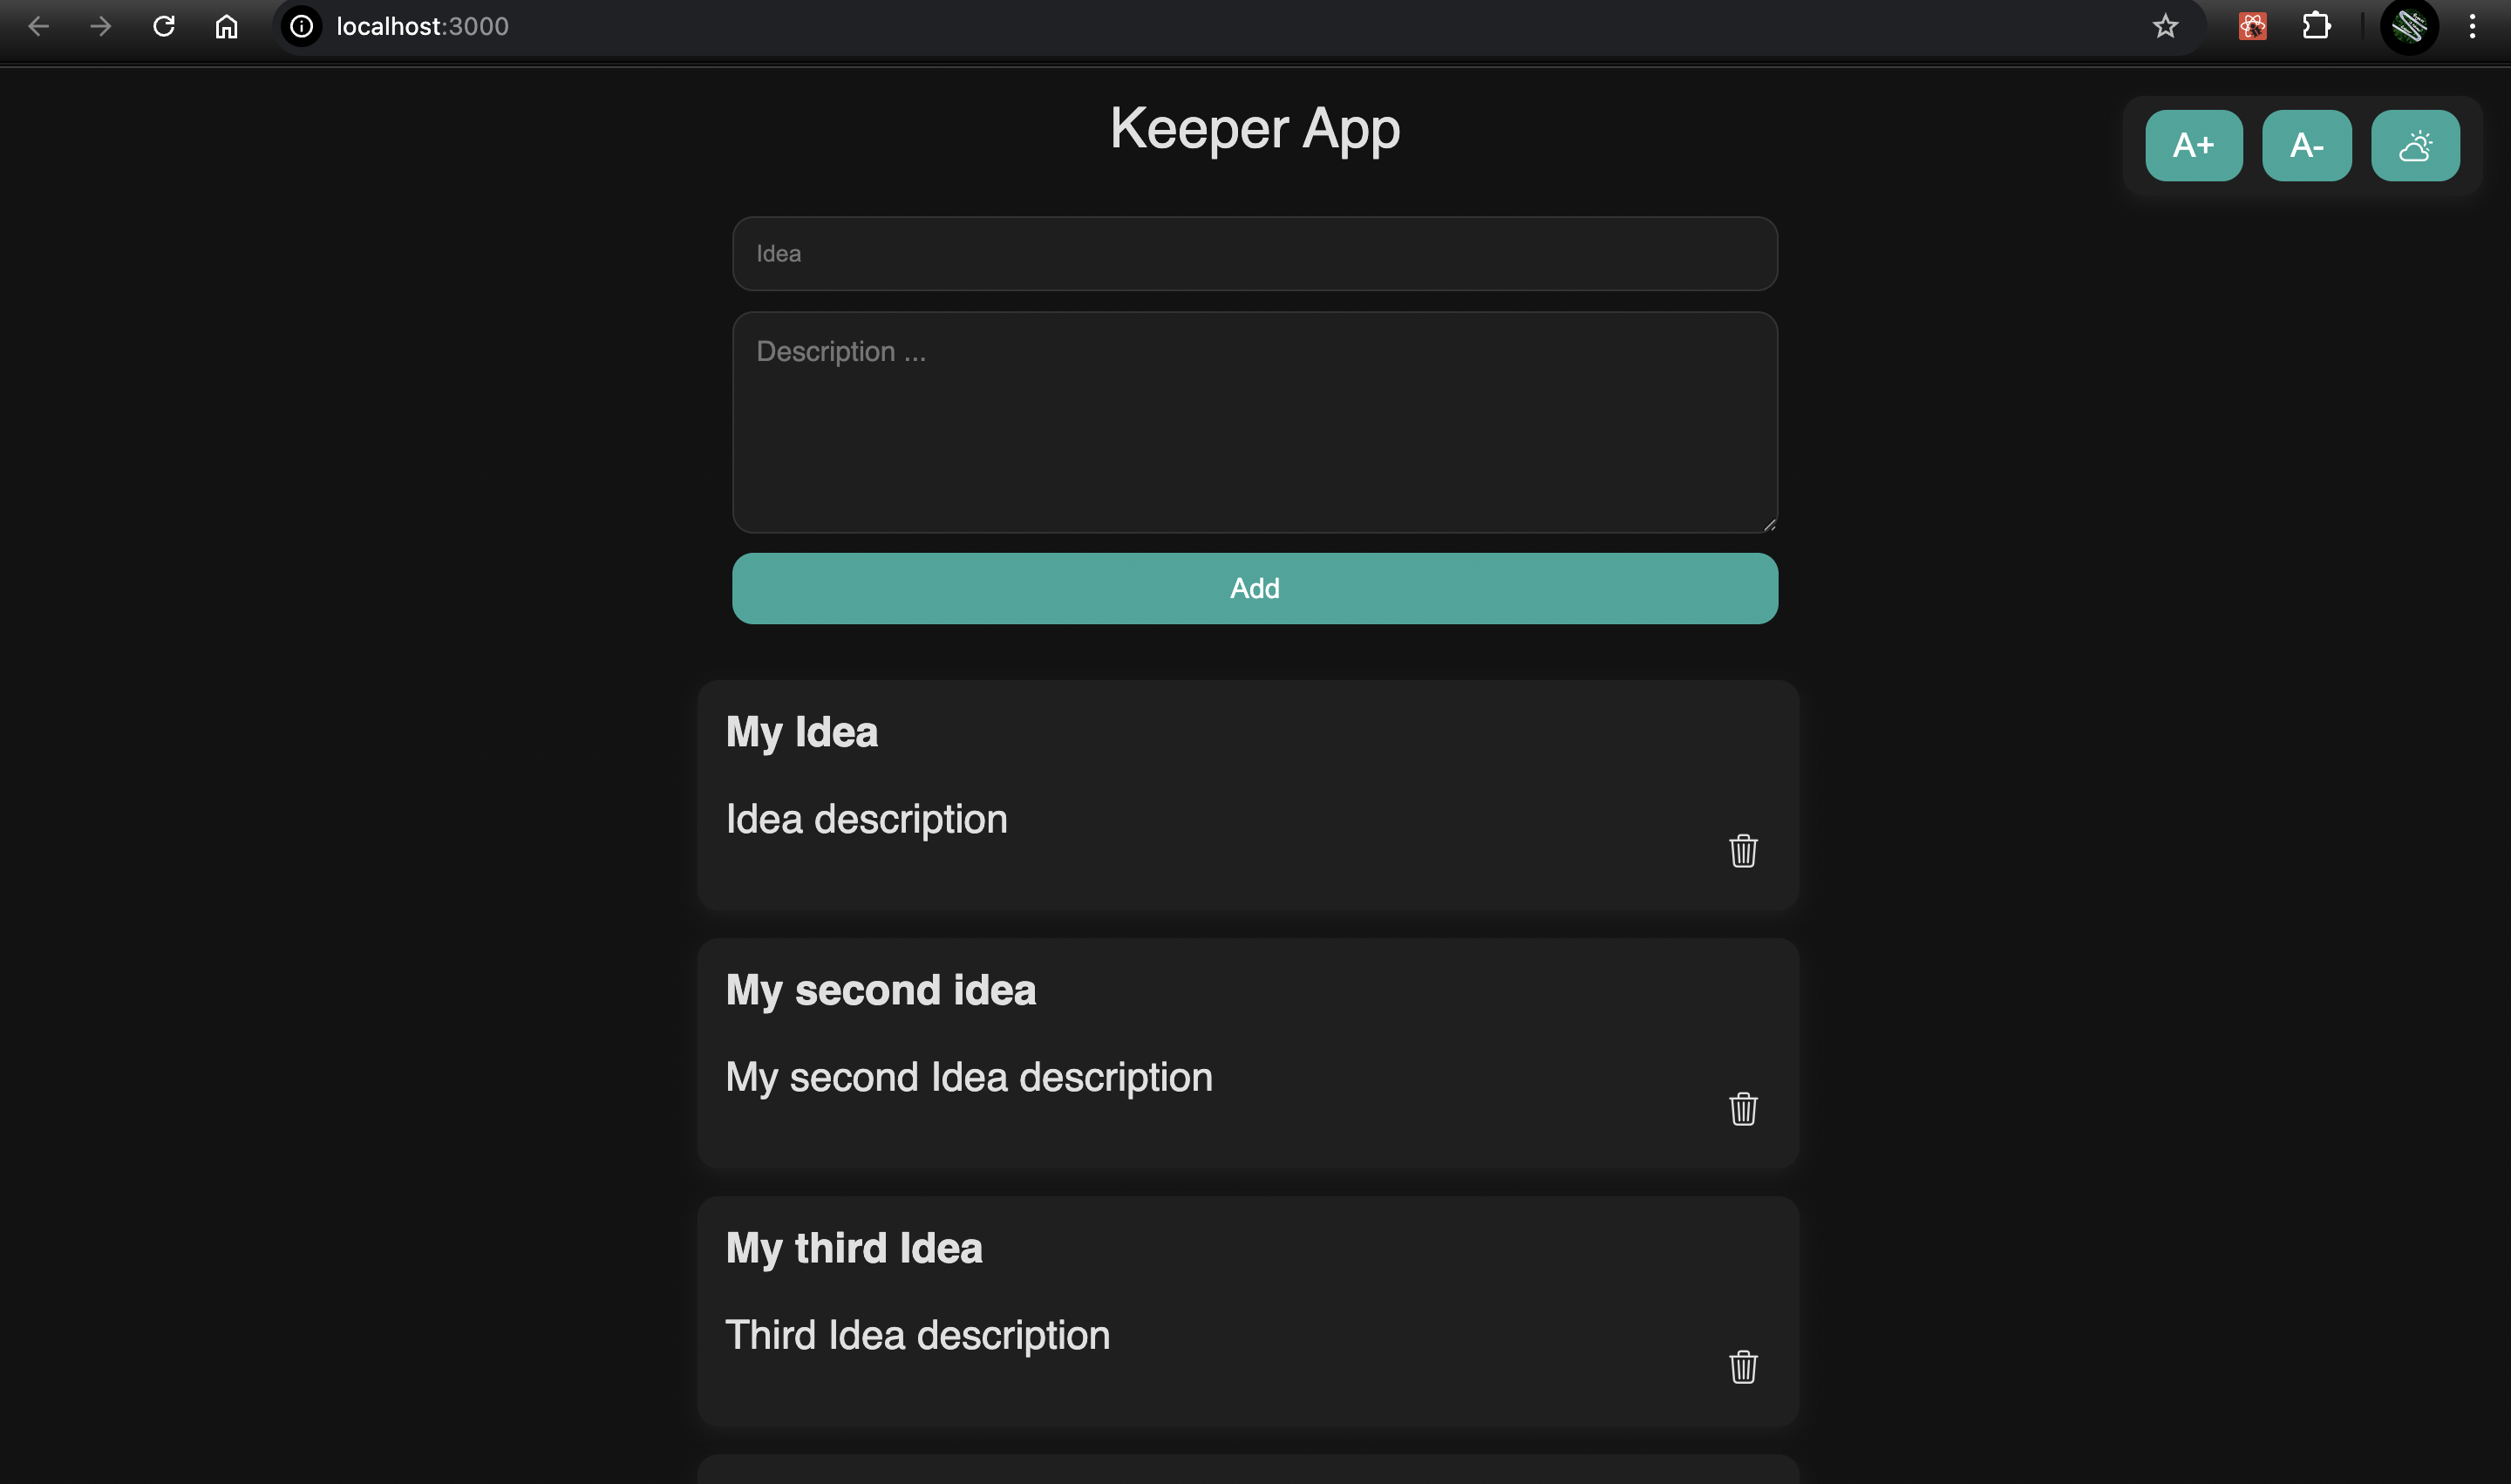 localhost:3000
Keeper App
A+
A-
Idea
Description ...
Add
My Idea
Idea description
My second idea
My second Idea description
My third Idea
Third Idea description